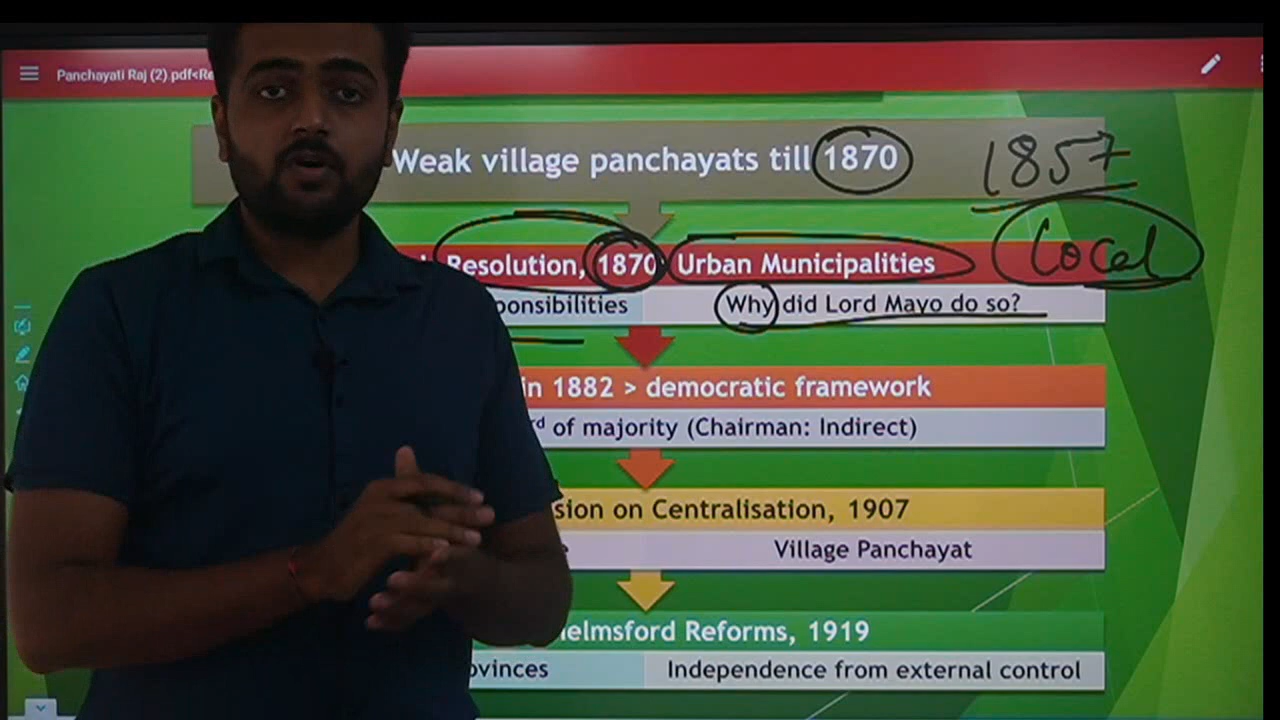 Panchayati Raj (2).pdf<Re
Weak village panchayats till 1870
1857
Resolution, 1870
Urban Municipalities
Local
ponsibilities
Why did Lord Mayo do so?
in 1882 > democratic framework
rd of majority (Chairman: Indirect)
sion on Centralisation, 1907
Village Panchayat
elmsford Reforms, 1919
ovinces
Independence from external control